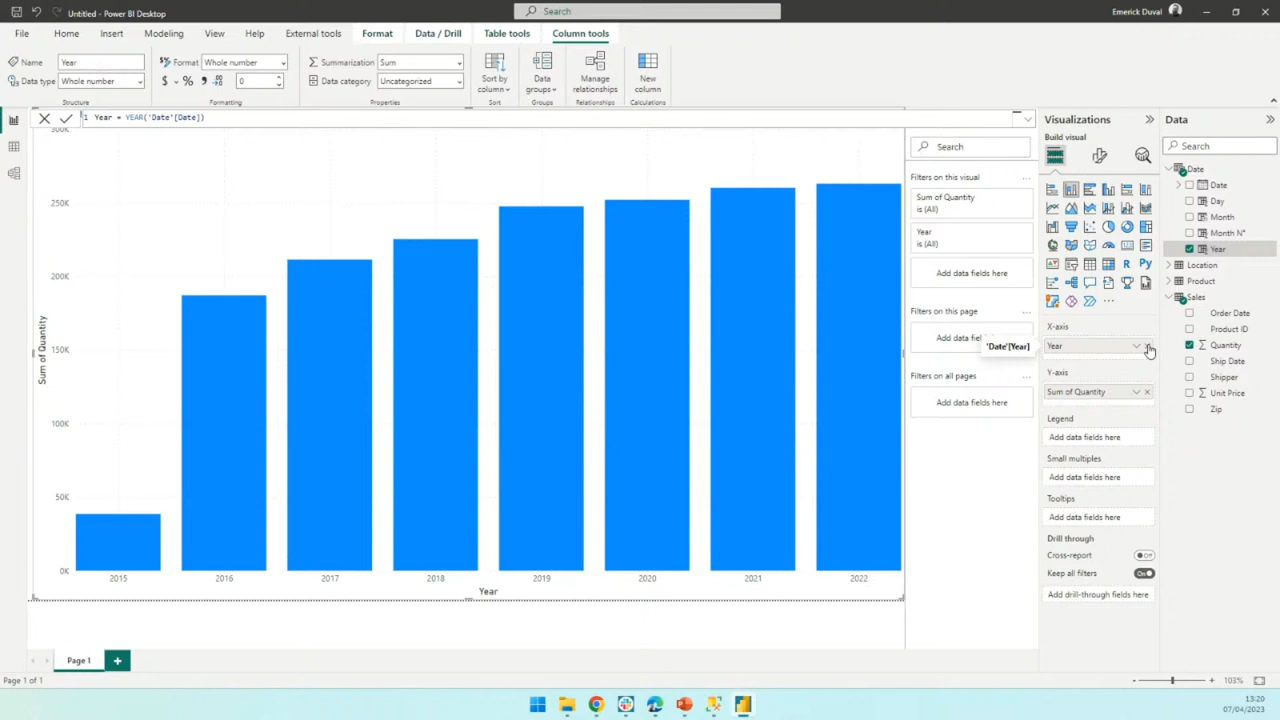 Untitled - Power BI Desktop
Search
Emerick Duval
File
Home
Insert
Modeling
View
Help
External tools
Format
Data / Drill
Table tools
Column tools
Name
Year
Format
Whole number
Summarization
Sum
Data type
Whole number
$
%
0
Data category
Uncategorized
Sort by
column
Data
groups
Manage
relationships
New
column
Structure
Formatting
Properties
Sort
Groups
Relationships
Calculations
1 Year = YEAR('Date'[Date])
300K
250K
200K
150K
100K
50K
0K
Sum of Quantity
2015
2016
2017
2018
2019
2020
2021
2022
Year
Search
Filters on this visual
Sum of Quantity
is (All)
Year
is (All)
Add data fields here
Filters on this page
Add data fiel
Filters on all pages
Add data fields here
Visualizations
Build visual
R
Py
X-axis
Year
'Date'[Year]
Y-axis
Sum of Quantity
Legend
Add data fields here
Small multiples
Add data fields here
Tooltips
Add data fields here
Drill through
Cross-report
Off
Keep all filters
On
Add drill-through fields here
Data
Search
Date
Date
Day
Month
Month N°
Year
Location
Product
Sales
Order Date
Product ID
Quantity
Ship Date
Shipper
Unit Price
Zip
Page 1
Page 1 of 1
103%
13:20
07/04/2023